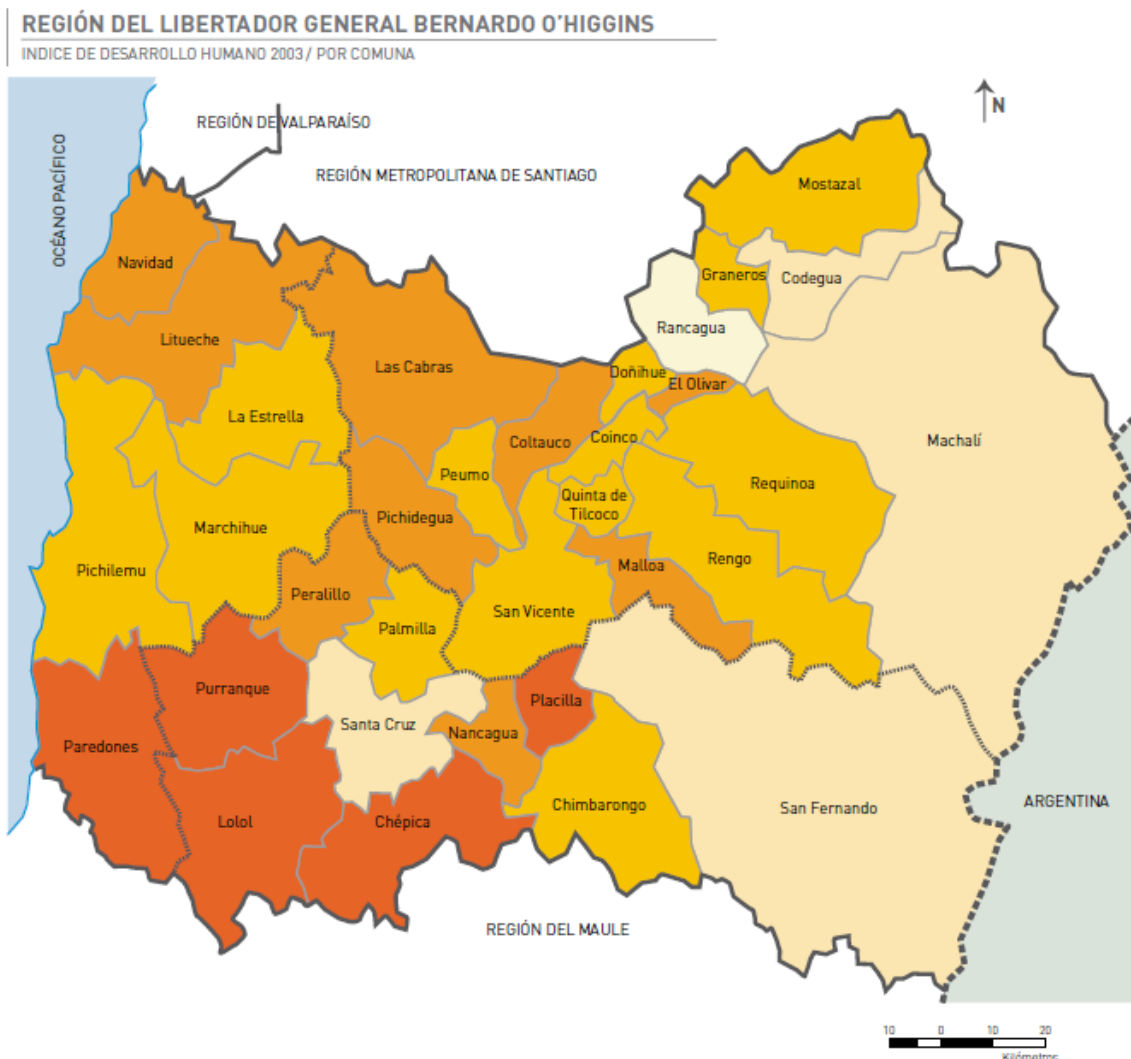 REGIÓN DEL LIBERTADOR GENERAL BERNARDO O'HIGGINS
INDICE DE DESARROLLO HUMANO 2003/ POR COMUNA
N
REGIÓN DE VALPARAÍSO
OCÉANO PACÍFICO
REGIÓN METROPOLITANA DE SANTIAGO
Mostazal
Navidad
Graneros
Codegua
Rancagua
Litueche
Las Cabras
Doñihue
El Olivar
La Estrella
Coltauco
Coinco
Machalí
Peumo
Requinoa
Quinta de
Tilcoco
Pichidegua
Marchihue
Rengo
Malloa
Pichilemu
Peralillo
San Vicente
Palmilla
Purranque
Placilla
Santa Cruz
Nancagua
Paredones
Chimbarongo
San Fernando
ARGENTINA
Lolol
Chépica
REGIÓN DEL MAULE
10 0 10 20
Kilómetros